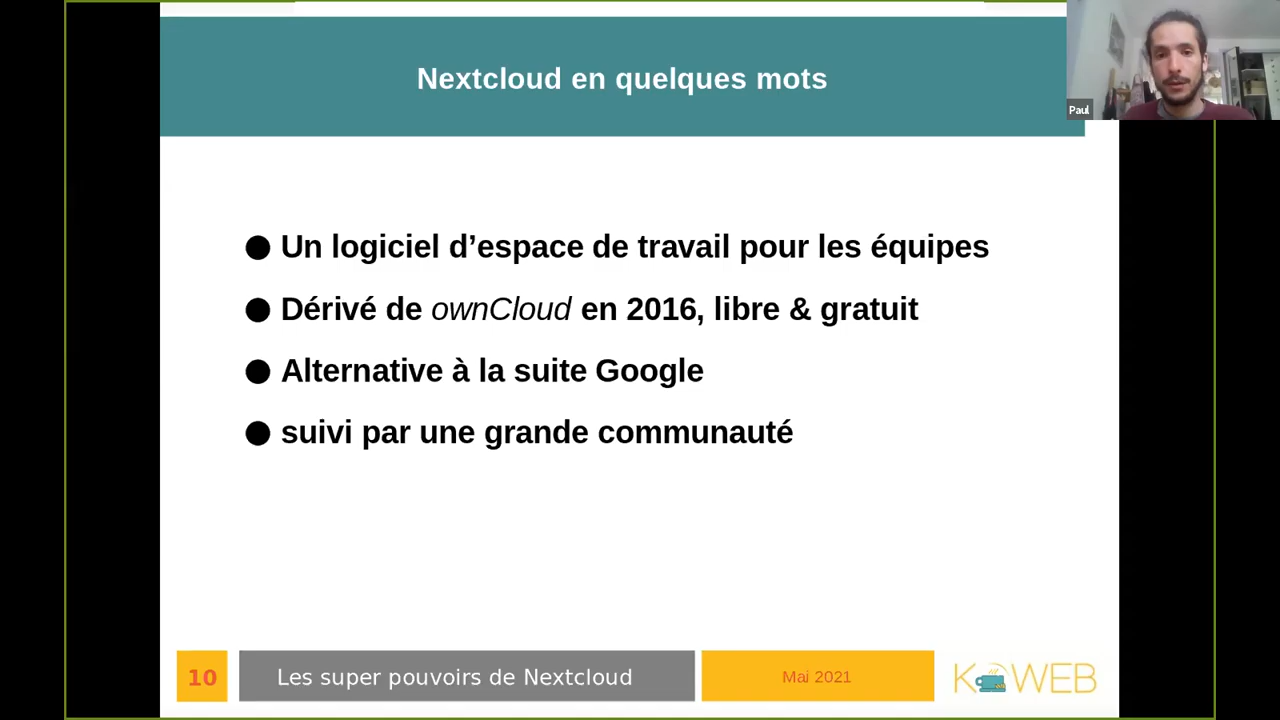 Nextcloud en quelques mots
Paul
● Un logiciel d’espace de travail pour les équipes
● Dérivé de ownCloud en 2016, libre & gratuit
● Alternative à la suite Google
● suivi par une grande communauté
10
Les super pouvoirs de Nextcloud
Mai 2021
KAWEB